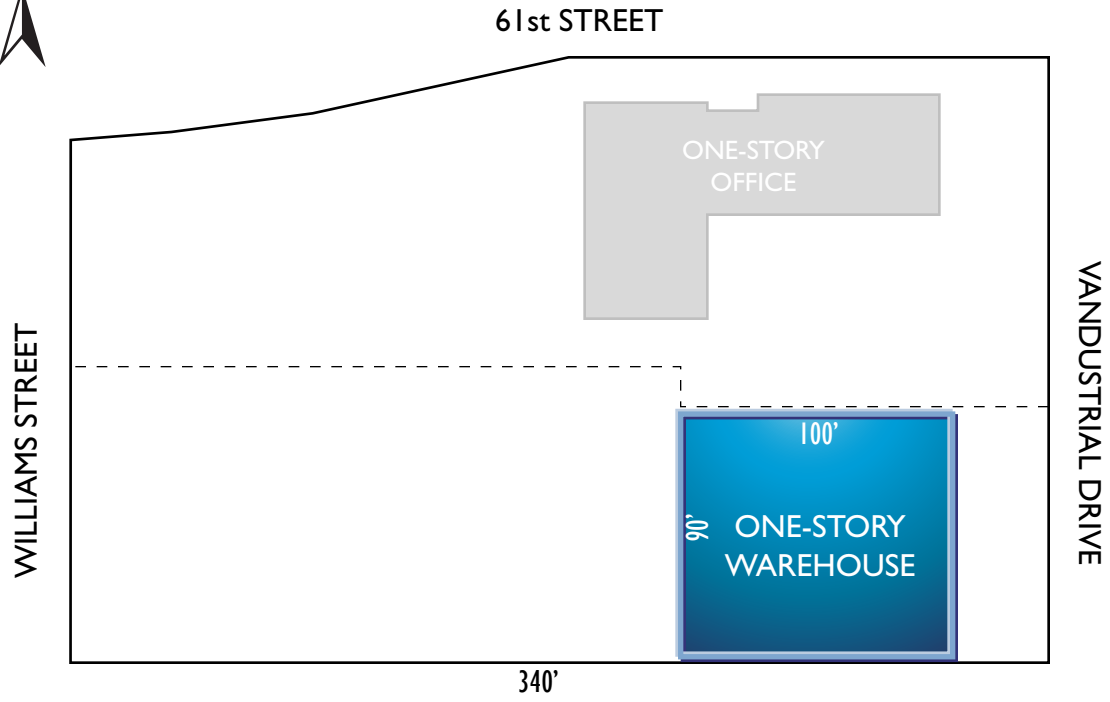 61st STREET
ONE-STORY
OFFICE
WILLIAMS STREET
VANDUSTRIAL DRIVE
100’
90’
ONE-STORY
WAREHOUSE
340’